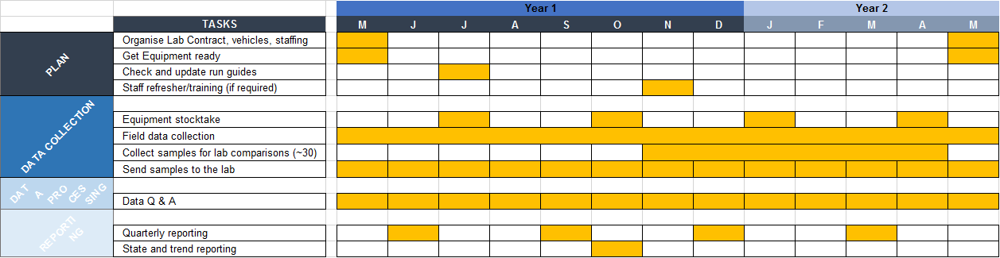 Year 1 Year 2
TASKS M J J A S O N D J F M A M
PLAN
Organise Lab Contract, vehicles, staffing
Get Equipment ready
Check and update run guides
Staff refresher/training (if required)
DATA COLLECTION
Equipment stocktake
Field data collection
Collect samples for lab comparisons (~30)
Send samples to the lab
DAT
A
PRO
CES
SING
Data Q & A
REPORTI
NG
Quarterly reporting
State and trend reporting